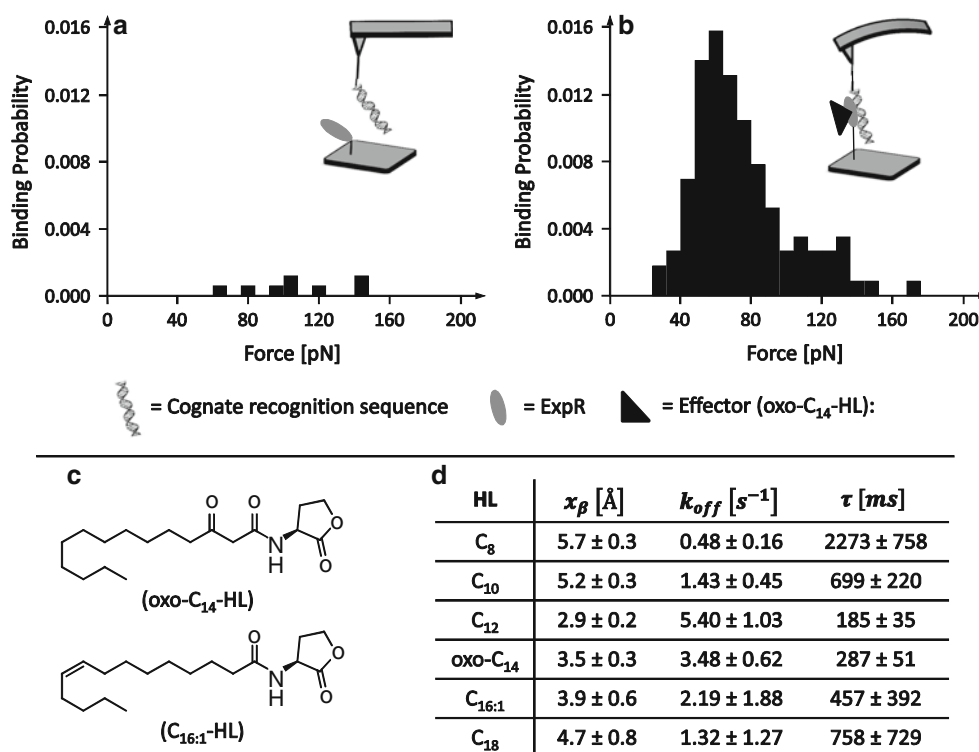 a
Binding Probability
0.016
0.012
0.008
0.004
0.000
0 40 80 120 160 200
Force [pN]
b
Binding Probability
0.016
0.012
0.008
0.004
0.000
0 40 80 120 160 200
Force [pN]
= Cognate recognition sequence = ExpR = Effector (oxo-C14-HL):
c
O O O O N H
(oxo-C14-HL)
O O O N H
(C16:1-HL)
d
HL xβ [Å] koff [s⁻¹] τ [ms]
C8 5.7 ± 0.3 0.48 ± 0.16 2273 ± 758
C10 5.2 ± 0.3 1.43 ± 0.45 699 ± 220
C12 2.9 ± 0.2 5.40 ± 1.03 185 ± 35
oxo-C14 3.5 ± 0.3 3.48 ± 0.62 287 ± 51
C16:1 3.9 ± 0.6 2.19 ± 1.88 457 ± 392
C18 4.7 ± 0.8 1.32 ± 1.27 758 ± 729